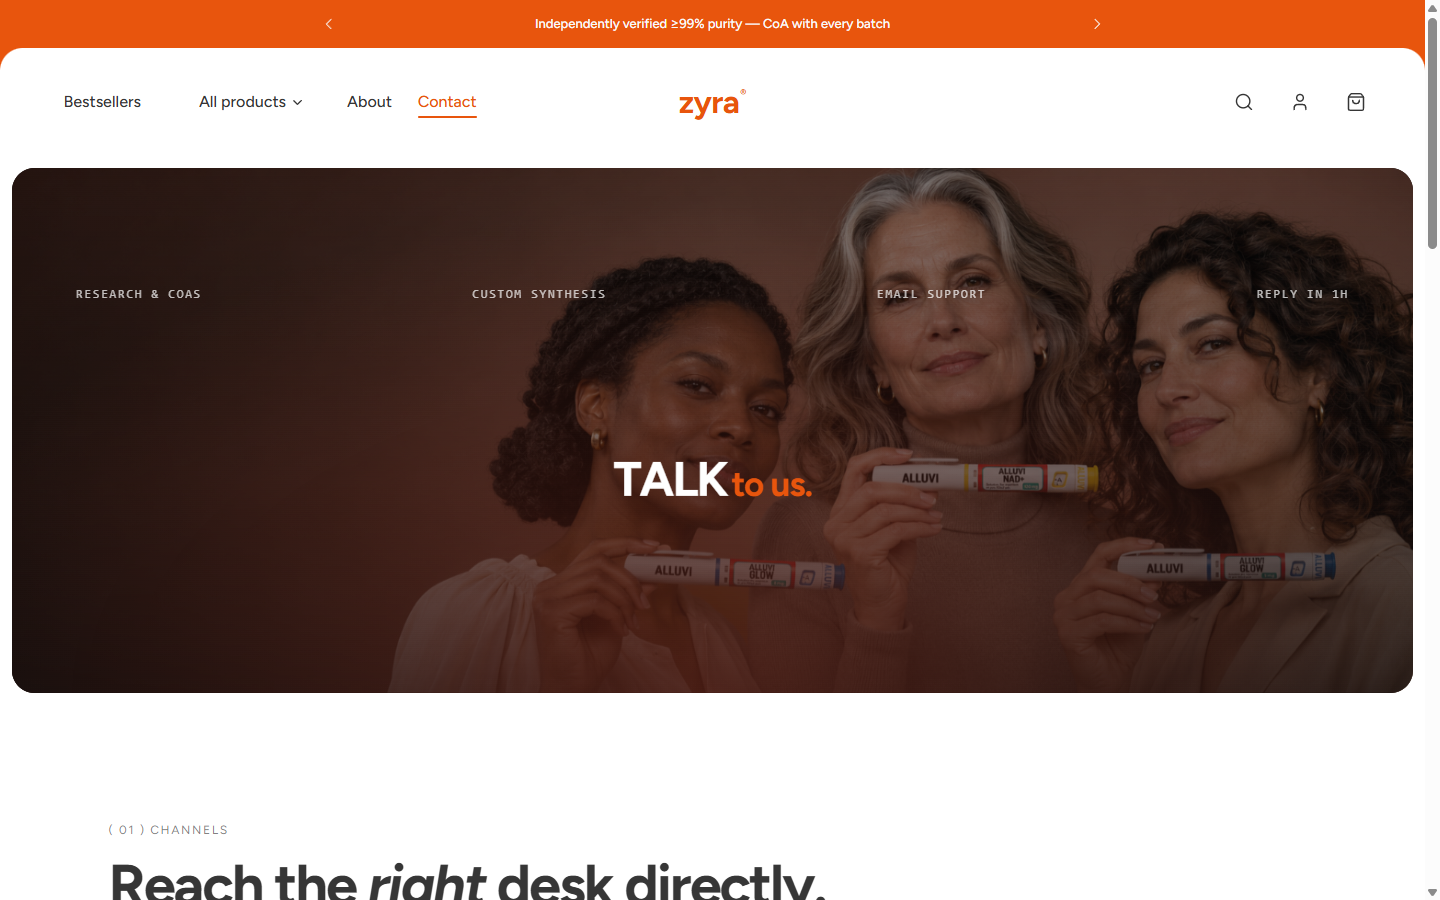 Independently verified ≥99% purity — CoA with every batch
Bestsellers
All products
About
Contact
zyra®
RESEARCH & COAS
CUSTOM SYNTHESIS
EMAIL SUPPORT
REPLY IN 1H
TALK to us.
ALLUVI
ALLUVI
NAD+
ALLUVI
ALLUVI
GLOW
ALLUVI
ALLUVI
GLOW
( 01 ) CHANNELS
Reach the right desk directly.